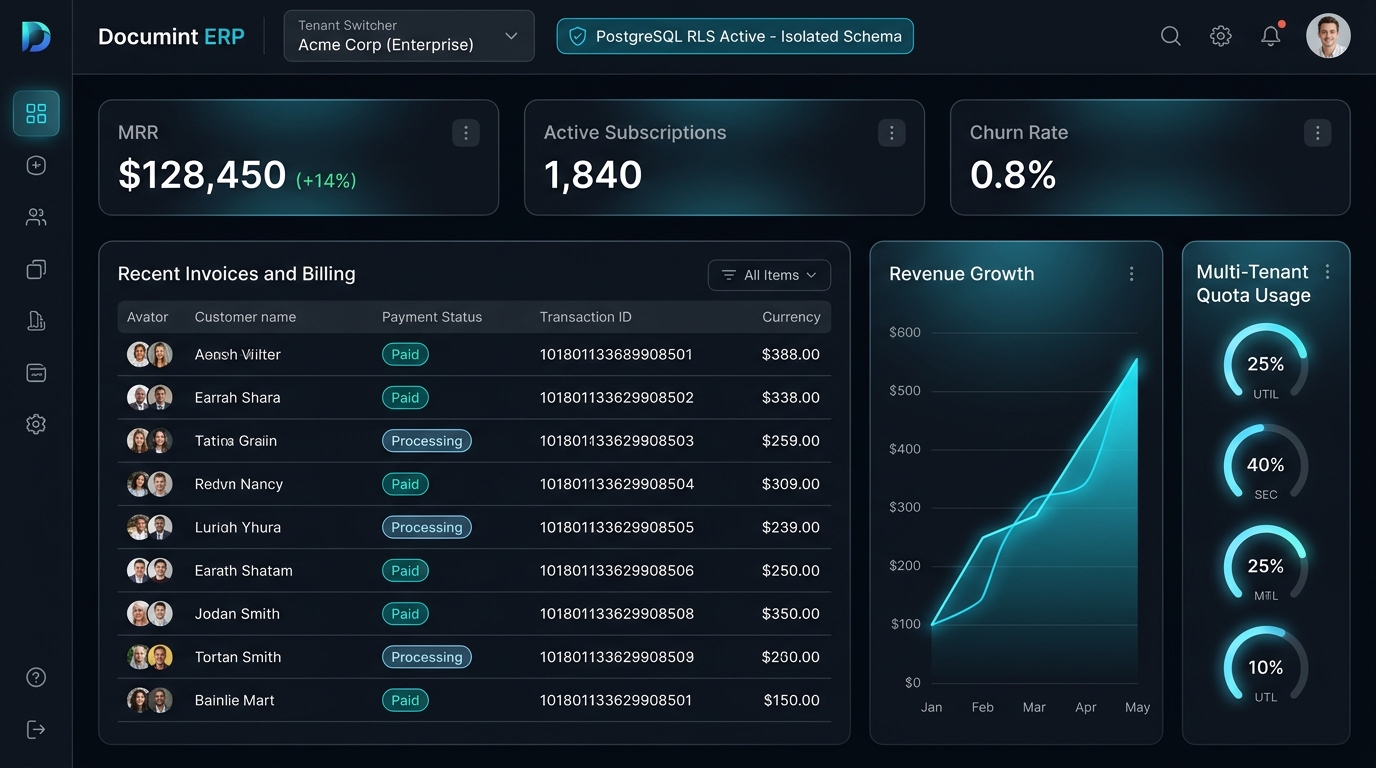 Documint ERP
Tenant Switcher
Acme Corp (Enterprise)
PostgreSQL RLS Active - Isolated Schema
MRR
$128,450 (+14%)
Active Subscriptions
1,840
Churn Rate
0.8%
Recent Invoices and Billing
All Items
Avator Customer name Payment Status Transaction ID Currency
Paid 101801133689908501 $388.00
Earrah Shara Paid 101801133629908502 $338.00
Tatina Graiin Processing 101801133629908503 $259.00
Redvn Nancy Paid 101801133629908504 $309.00
Luriah Yhura Processing 101801133629908505 $239.00
Earath Shatam Paid 101801133629908506 $250.00
Jodan Smith Paid 101801133629908508 $350.00
Tortan Smith Processing 101801133629908509
Bainlie Mart Paid 101801133629908501 $150.00
Revenue Growth
$600
$500
$400
$300
$200
$100
$0
Jan Feb Mar Apr May
Multi-Tenant
Quota Usage
25%
UTIL
40%
SEC
25%
10%
UTL